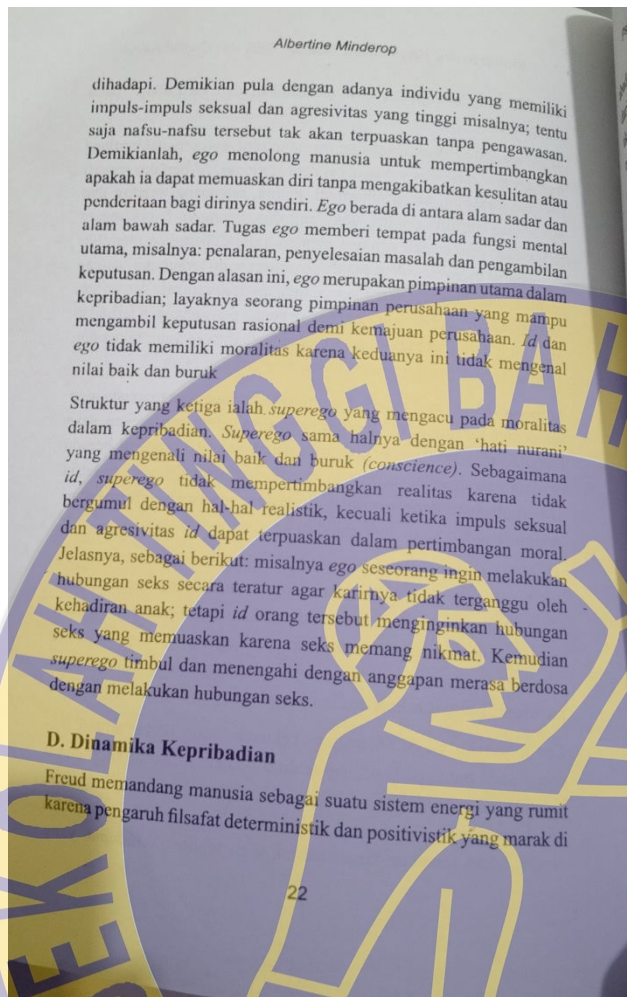 Albertine Minderop
dihadapi. Demikian pula dengan adanya individu yang memiliki
impuls-impuls seksual dan agresivitas yang tinggi misalnya; tentu
saja nafsu-nafsu tersebut tak akan terpuaskan tanpa pengawasan.
Demikianlah, ego menolong manusia untuk mempertimbangkan
apakah ia dapat memuaskan diri tanpa mengakibatkan kesulitan atau
penderitaan bagi dirinya sendiri. Ego berada di antara alam sadar dan
alam bawah sadar. Tugas ego memberi tempat pada fungsi mental
utama, misalnya: penalaran, penyelesaian masalah dan pengambilan
keputusan. Dengan alasan ini, ego merupakan pimpinan utama dalam
kepribadian; layaknya seorang pimpinan perusahaan yang mampu
mengambil keputusan rasional demi kemajuan perusahaan. Id dan
ego tidak memiliki moralitas karena keduanya ini tidak mengenal
nilai baik dan buruk
Struktur yang ketiga ialah superego yang mengacu pada moralitas
dalam kepribadian. Superego sama halnya dengan ‘hati nurani’
yang mengenali nilai baik dan buruk (conscience). Sebagaimana
id, superego tidak mempertimbangkan realitas karena tidak
bergumul dengan hal-hal realistik, kecuali ketika impuls seksual
dan agresivitas id dapat terpuaskan dalam pertimbangan moral.
Jelasnya, sebagai berikut: misalnya ego seseorang ingin melakukan
hubungan seks secara teratur agar karirnya tidak terganggu oleh
kehadiran anak; tetapi id orang tersebut menginginkan hubungan
seks yang memuaskan karena seks memang nikmat. Kemudian
superego timbul dan menengahi dengan anggapan merasa berdosa
dengan melakukan hubungan seks.
D. Dinamika Kepribadian
Freud memandang manusia sebagai suatu sistem energi yang rumit
karena pengaruh filsafat deterministik dan positivistik yang marak di
22
SEKOLAH TINGGI BAH